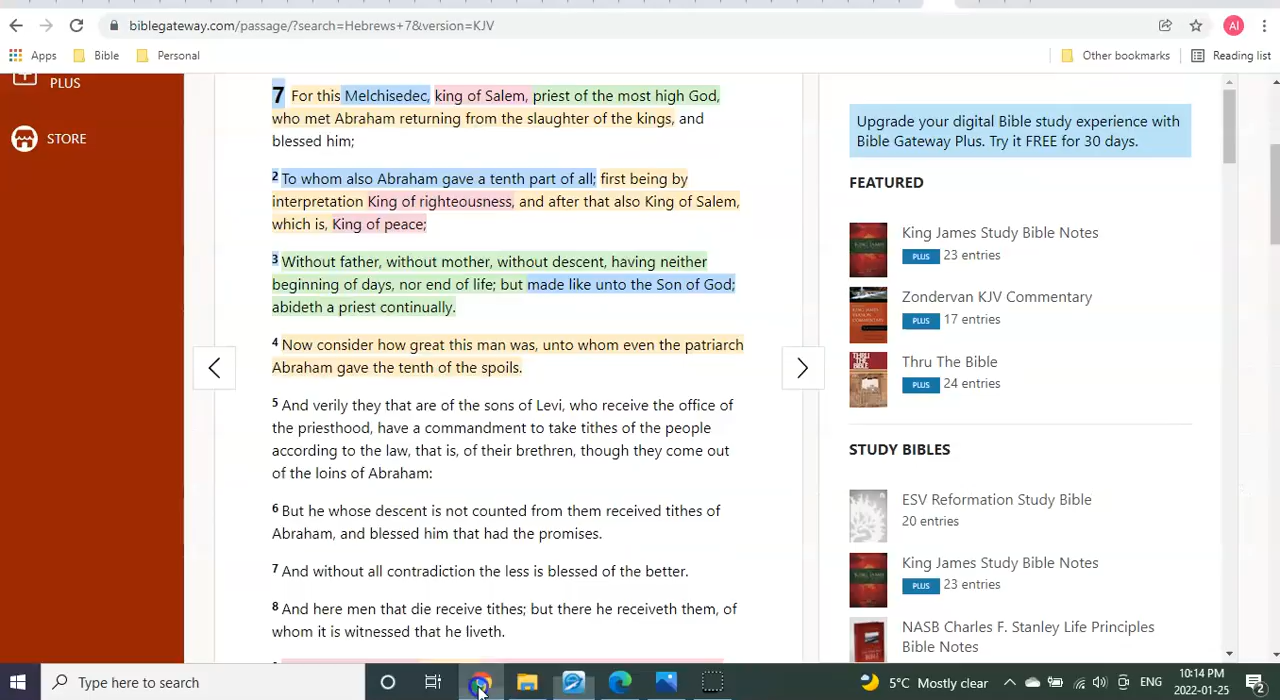 biblegateway.com/passage/?search=Hebrews+7&version=KJV
Al
Apps
Bible
Personal
Other bookmarks
Reading list
PLUS
STORE
7 For this Melchisedec, king of Salem, priest of the most high God,
who met Abraham returning from the slaughter of the kings, and
blessed him;
2 To whom also Abraham gave a tenth part of all; first being by
interpretation King of righteousness, and after that also King of Salem,
which is, King of peace;
3 Without father, without mother, without descent, having neither
beginning of days, nor end of life; but made like unto the Son of God;
abideth a priest continually.
4 Now consider how great this man was, unto whom even the patriarch
Abraham gave the tenth of the spoils.
5 And verily they that are of the sons of Levi, who receive the office of
the priesthood, have a commandment to take tithes of the people
according to the law, that is, of their brethren, though they come out
of the loins of Abraham:
6 But he whose descent is not counted from them received tithes of
Abraham, and blessed him that had the promises.
7 And without all contradiction the less is blessed of the better.
8 And here men that die receive tithes; but there he receiveth them, of
whom it is witnessed that he liveth.
Upgrade your digital Bible study experience with
Bible Gateway Plus. Try it FREE for 30 days.
FEATURED
King James Study Bible Notes
PLUS 23 entries
Zondervan KJV Commentary
PLUS 17 entries
Thru The Bible
PLUS 24 entries
STUDY BIBLES
ESV Reformation Study Bible
20 entries
King James Study Bible Notes
PLUS 23 entries
NASB Charles F. Stanley Life Principles
Bible Notes
Type here to search
5°C Mostly clear
ENG
10:14 PM
2022-01-25
2